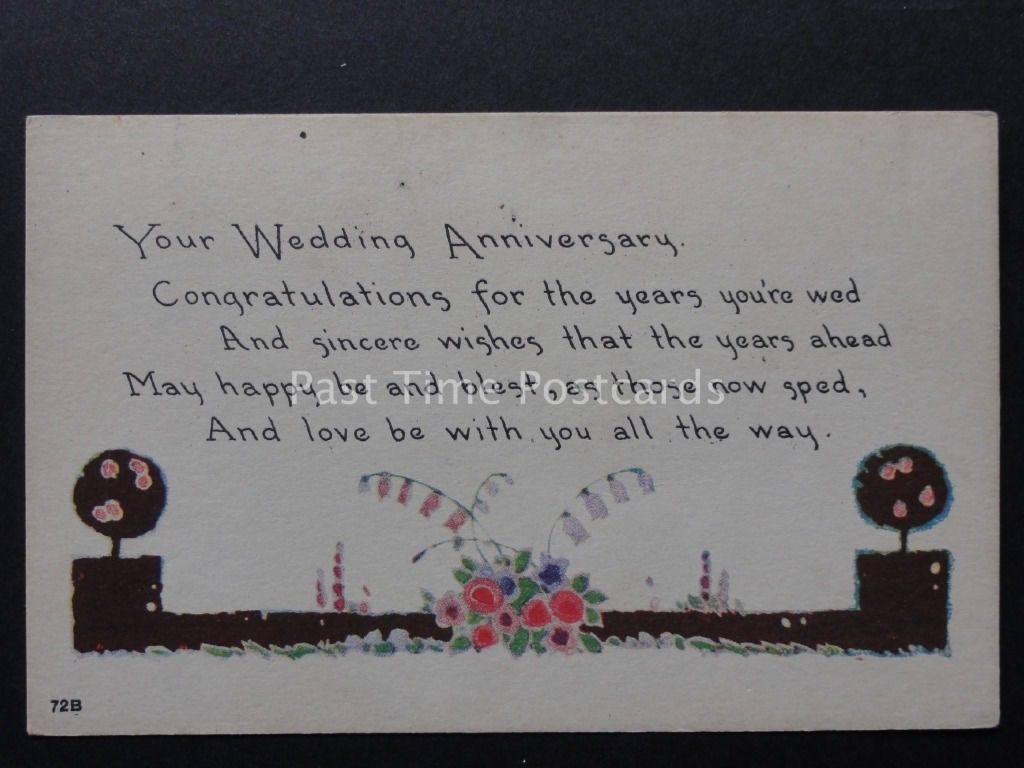 Your Wedding Anniversary.
Congratulations for the years you're wed
And sincere wishes that the years ahead
May happy be and blest, as those now sped,
And love be with you all the way.
Past Time Postcards
72B